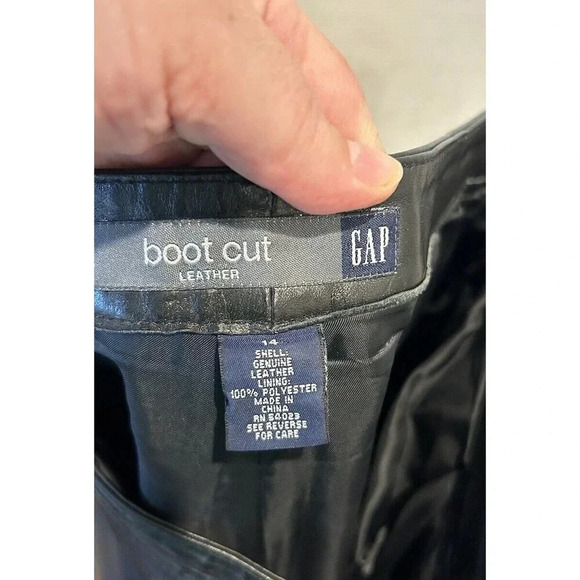 boot cut
LEATHER
GAP
14
SHELL:
GENUINE
LEATHER
LINING:
100% POLYESTER
MADE IN
CHINA
RN 54023
SEE REVERSE
FOR CARE